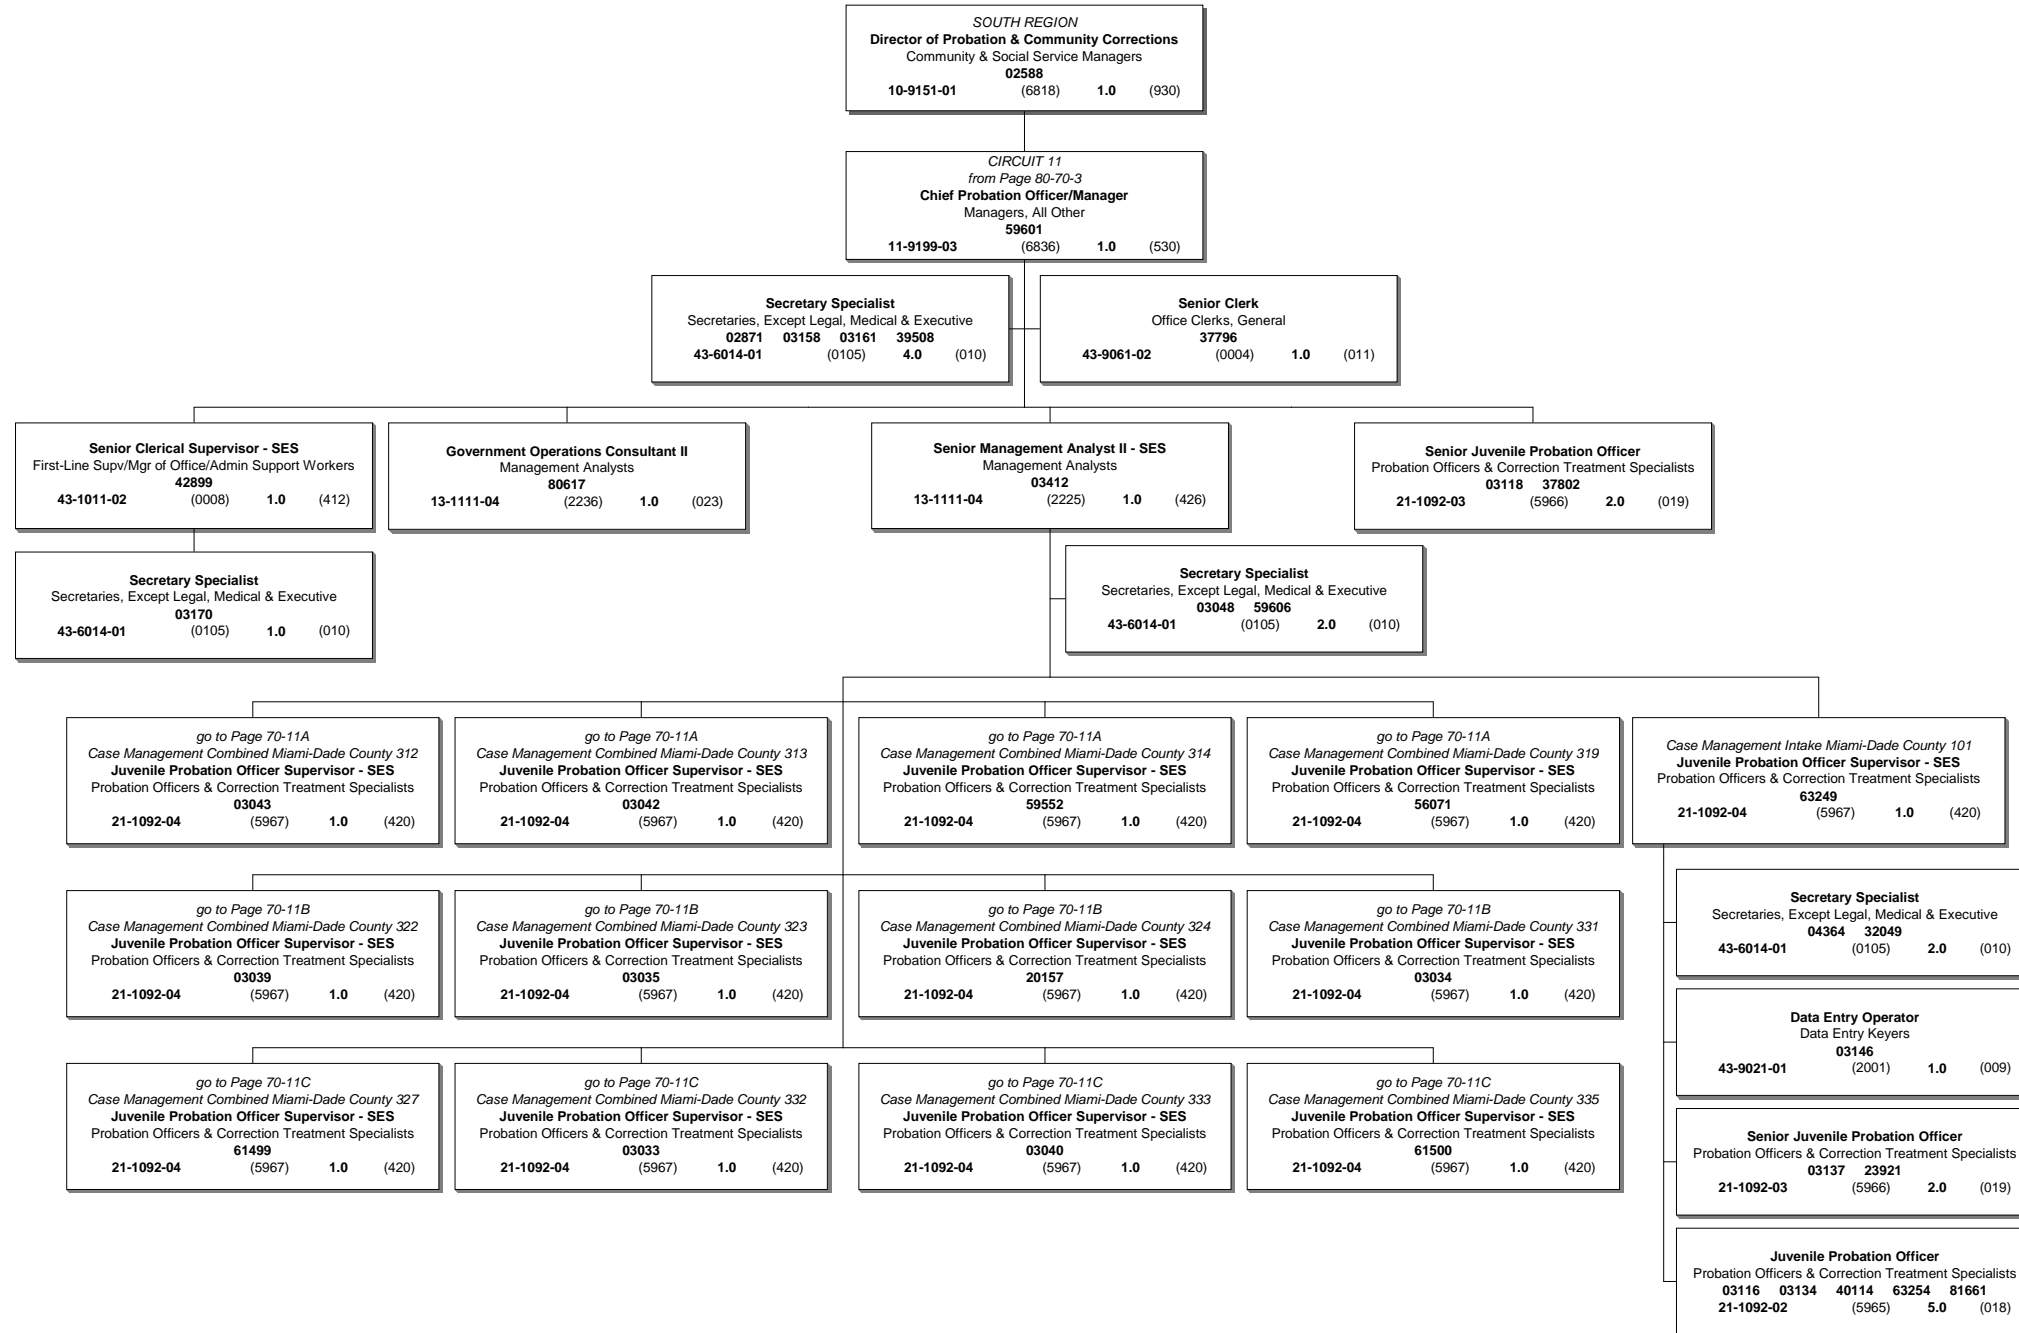 SOUTH REGION
Director of Probation & Community Corrections
Community & Social Service Managers
02588
10-9151-01 (6818) 1.0 (930)
CIRCUIT 11
from Page 80-70-3
Chief Probation Officer/Manager
Managers, All Other
59601
11-9199-03 (6836) 1.0 (530)
Secretary Specialist
Secretaries, Except Legal, Medical & Executive
02871 03158 03161 39508
43-6014-01 (0105) 4.0 (010)
Senior Clerk
Office Clerks, General
37796
43-9061-02 (0004) 1.0 (011)
Senior Clerical Supervisor - SES
First-Line Supv/Mgr of Office/Admin Support Workers
42899
43-1011-02 (0008) 1.0 (412)
Government Operations Consultant II
Management Analysts
80617
13-1111-04 (2236) 1.0 (023)
Senior Management Analyst II - SES
Management Analysts
03412
13-1111-04 (2225) 1.0 (426)
Senior Juvenile Probation Officer
Probation Officers & Correction Treatment Specialists
03118 37802
21-1092-03 (5966) 2.0 (019)
Secretary Specialist
Secretaries, Except Legal, Medical & Executive
03170
43-6014-01 (0105) 1.0 (010)
Secretary Specialist
Secretaries, Except Legal, Medical & Executive
03048 59606
43-6014-01 (0105) 2.0 (010)
go to Page 70-11A
Case Management Combined Miami-Dade County 312
Juvenile Probation Officer Supervisor - SES
Probation Officers & Correction Treatment Specialists
03043
21-1092-04 (5967) 1.0 (420)
go to Page 70-11A
Case Management Combined Miami-Dade County 313
Juvenile Probation Officer Supervisor - SES
Probation Officers & Correction Treatment Specialists
03042
21-1092-04 (5967) 1.0 (420)
go to Page 70-11A
Case Management Combined Miami-Dade County 314
Juvenile Probation Officer Supervisor - SES
Probation Officers & Correction Treatment Specialists
59552
21-1092-04 (5967) 1.0 (420)
go to Page 70-11A
Case Management Combined Miami-Dade County 319
Juvenile Probation Officer Supervisor - SES
Probation Officers & Correction Treatment Specialists
56071
21-1092-04 (5967) 1.0 (420)
Case Management Intake Miami-Dade County 101
Juvenile Probation Officer Supervisor - SES
Probation Officers & Correction Treatment Specialists
63249
21-1092-04 (5967) 1.0 (420)
go to Page 70-11B
Case Management Combined Miami-Dade County 322
Juvenile Probation Officer Supervisor - SES
Probation Officers & Correction Treatment Specialists
03039
21-1092-04 (5967) 1.0 (420)
go to Page 70-11B
Case Management Combined Miami-Dade County 323
Juvenile Probation Officer Supervisor - SES
Probation Officers & Correction Treatment Specialists
03035
21-1092-04 (5967) 1.0 (420)
go to Page 70-11B
Case Management Combined Miami-Dade County 324
Juvenile Probation Officer Supervisor - SES
Probation Officers & Correction Treatment Specialists
20157
21-1092-04 (5967) 1.0 (420)
go to Page 70-11B
Case Management Combined Miami-Dade County 331
Juvenile Probation Officer Supervisor - SES
Probation Officers & Correction Treatment Specialists
03034
21-1092-04 (5967) 1.0 (420)
go to Page 70-11C
Case Management Combined Miami-Dade County 327
Juvenile Probation Officer Supervisor - SES
Probation Officers & Correction Treatment Specialists
61499
21-1092-04 (5967) 1.0 (420)
go to Page 70-11C
Case Management Combined Miami-Dade County 332
Juvenile Probation Officer Supervisor - SES
Probation Officers & Correction Treatment Specialists
03033
21-1092-04 (5967) 1.0 (420)
go to Page 70-11C
Case Management Combined Miami-Dade County 333
Juvenile Probation Officer Supervisor - SES
Probation Officers & Correction Treatment Specialists
03040
21-1092-04 (5967) 1.0 (420)
go to Page 70-11C
Case Management Combined Miami-Dade County 335
Juvenile Probation Officer Supervisor - SES
Probation Officers & Correction Treatment Specialists
61500
21-1092-04 (5967) 1.0 (420)
Secretary Specialist
Secretaries, Except Legal, Medical & Executive
04364 32049
43-6014-01 (0105) 2.0 (010)
Data Entry Operator
Data Entry Keyers
03146
43-9021-01 (2001) 1.0 (009)
Senior Juvenile Probation Officer
Probation Officers & Correction Treatment Specialists
03137 23921
21-1092-03 (5966) 2.0 (019)
Juvenile Probation Officer
Probation Officers & Correction Treatment Specialists
03116 03134 40114 63254 81661
21-1092-02 (5965) 5.0 (018)